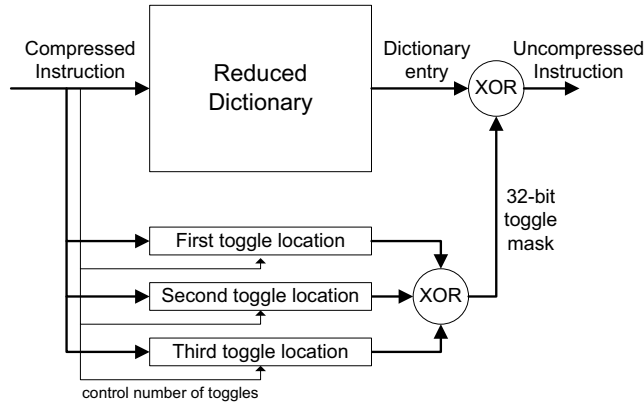 Compressed
Instruction
Reduced
Dictionary
Dictionary
entry
XOR
Uncompressed
Instruction
32-bit
toggle
mask
First toggle location
Second toggle location
XOR
Third toggle location
control number of toggles